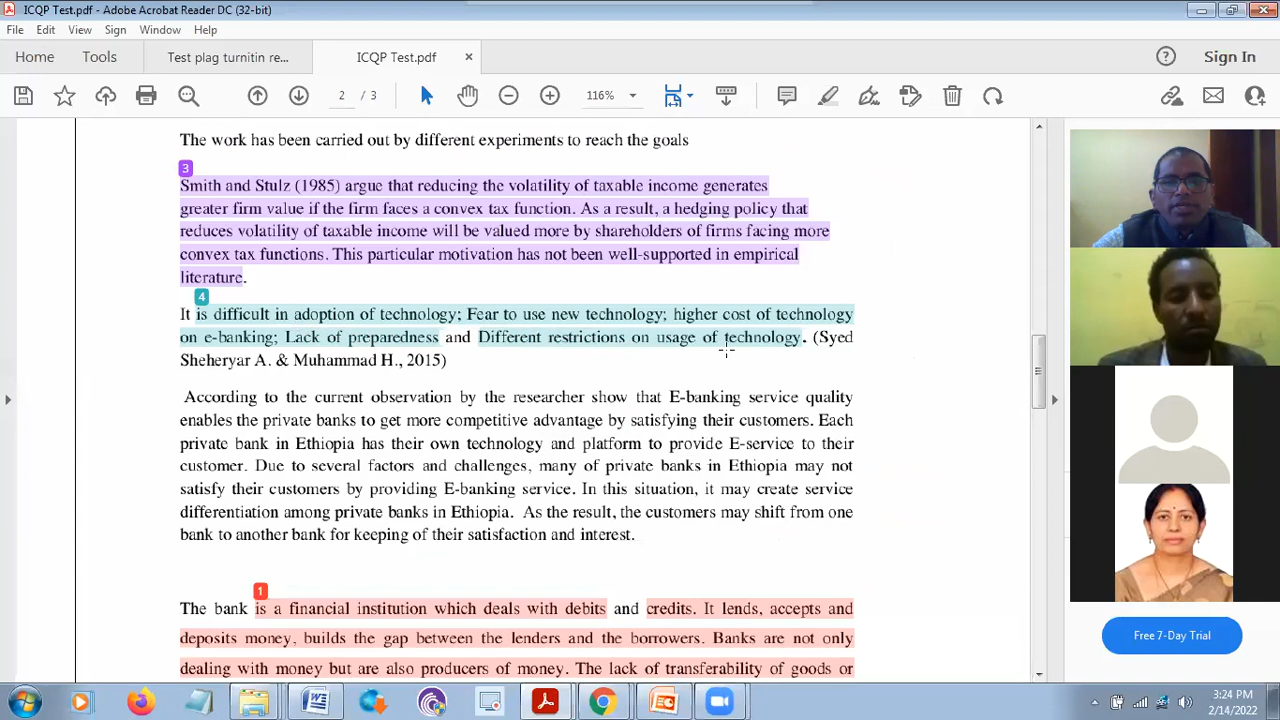 ICQP Test.pdf - Adobe Acrobat Reader DC (32-bit)
File Edit View Sign Window Help
Home Tools Test plag turnitin re... ICQP Test.pdf × ? Sign In
2 / 3 116%
The work has been carried out by different experiments to reach the goals
3
Smith and Stulz (1985) argue that reducing the volatility of taxable income generates
greater firm value if the firm faces a convex tax function. As a result, a hedging policy that
reduces volatility of taxable income will be valued more by shareholders of firms facing more
convex tax functions. This particular motivation has not been well-supported in empirical
literature.
4
It is difficult in adoption of technology; Fear to use new technology; higher cost of technology
on e-banking; Lack of preparedness and Different restrictions on usage of technology. (Syed
Sheheryar A. & Muhammad H., 2015)
According to the current observation by the researcher show that E-banking service quality
enables the private banks to get more competitive advantage by satisfying their customers. Each
private bank in Ethiopia has their own technology and platform to provide E-service to their
customer. Due to several factors and challenges, many of private banks in Ethiopia may not
satisfy their customers by providing E-banking service. In this situation, it may create service
differentiation among private banks in Ethiopia. As the result, the customers may shift from one
bank to another bank for keeping of their satisfaction and interest.
1
The bank is a financial institution which deals with debits and credits. It lends, accepts and
deposits money, builds the gap between the lenders and the borrowers. Banks are not only
dealing with money but are also producers of money. The lack of transferability of goods or
Free 7-Day Trial
3:24 PM
2/14/2022